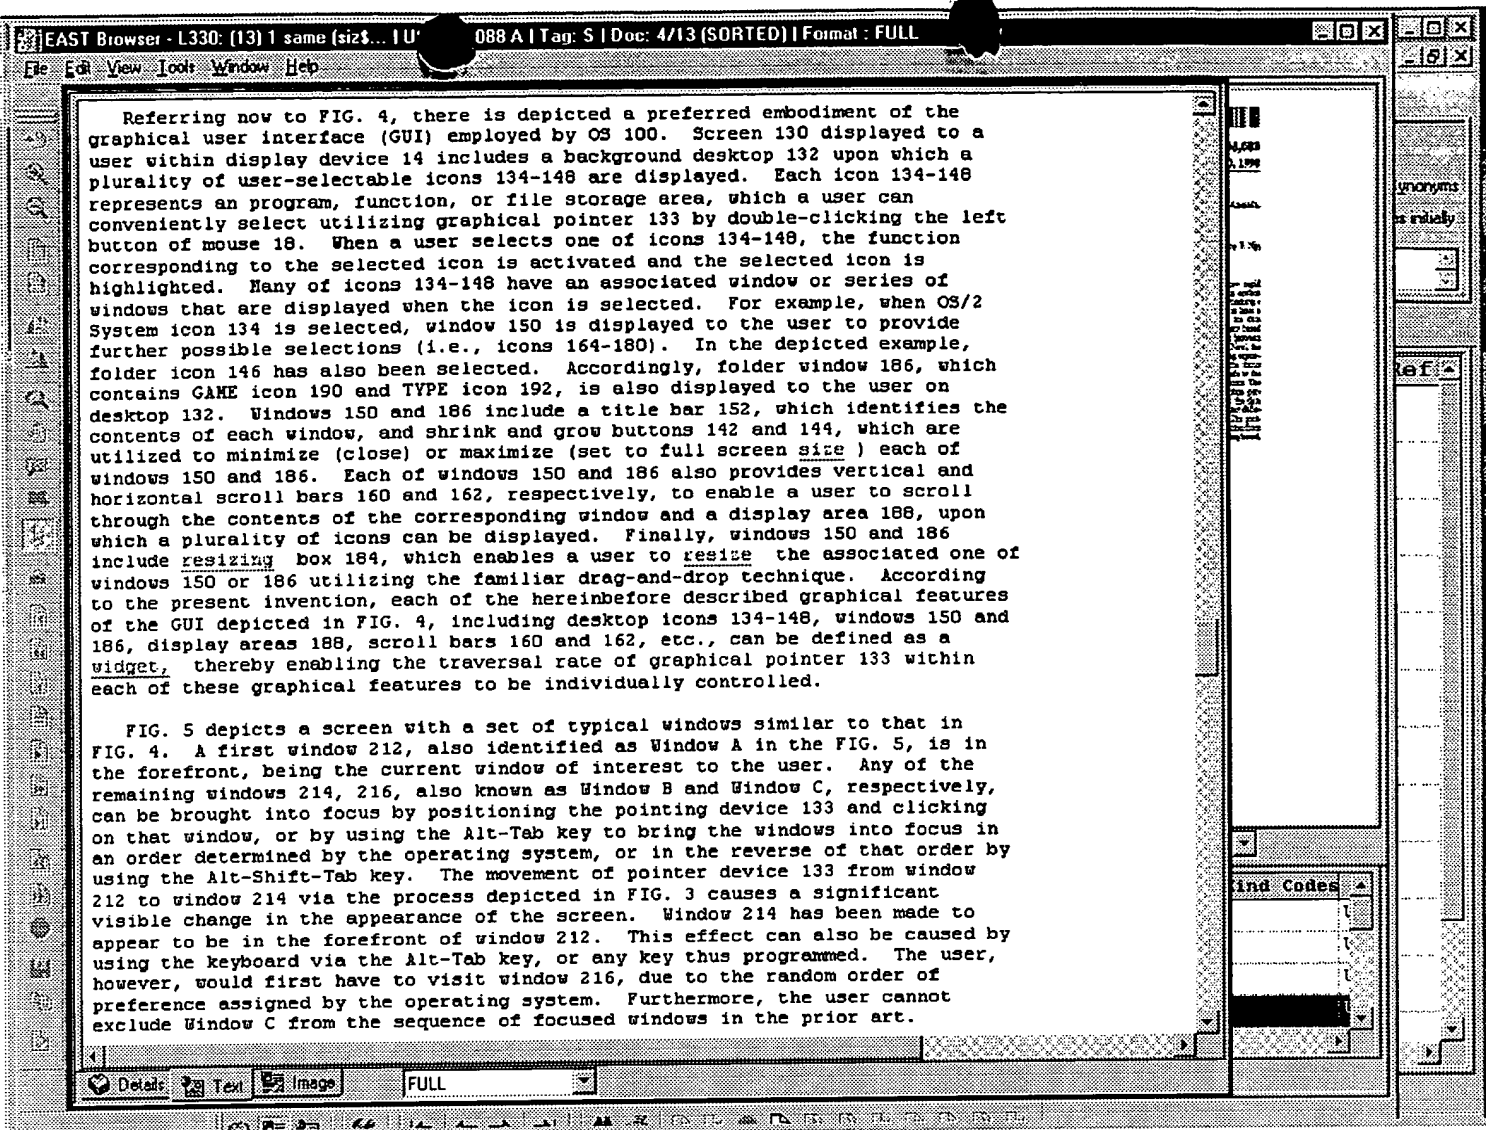 EAST Browser - L330: (13) 1 same (siz$... | U 088 A | Tag: S | Doc: 4/13 (SORTED) | Format : FULL
File Edit View Tools Window Help
Referring now to FIG. 4, there is depicted a preferred embodiment of the
graphical user interface (GUI) employed by OS 100. Screen 130 displayed to a
user within display device 14 includes a background desktop 132 upon which a
plurality of user-selectable icons 134-148 are displayed. Each icon 134-148
represents an program, function, or file storage area, which a user can
conveniently select utilizing graphical pointer 133 by double-clicking the left
button of mouse 18. When a user selects one of icons 134-148, the function
corresponding to the selected icon is activated and the selected icon is
highlighted. Many of icons 134-148 have an associated window or series of
windows that are displayed when the icon is selected. For example, when OS/2
System icon 134 is selected, window 150 is displayed to the user to provide
further possible selections (i.e., icons 164-180). In the depicted example,
folder icon 146 has also been selected. Accordingly, folder window 186, which
contains GAME icon 190 and TYPE icon 192, is also displayed to the user on
desktop 132. Windows 150 and 186 include a title bar 152, which identifies the
contents of each window, and shrink and grow buttons 142 and 144, which are
utilized to minimize (close) or maximize (set to full screen size ) each of
windows 150 and 186. Each of windows 150 and 186 also provides vertical and
horizontal scroll bars 160 and 162, respectively, to enable a user to scroll
through the contents of the corresponding window and a display area 188, upon
which a plurality of icons can be displayed. Finally, windows 150 and 186
include resizing box 184, which enables a user to resize the associated one of
windows 150 or 186 utilizing the familiar drag-and-drop technique. According
to the present invention, each of the hereinbefore described graphical features
of the GUI depicted in FIG. 4, including desktop icons 134-148, windows 150 and
186, display areas 188, scroll bars 160 and 162, etc., can be defined as a
widget, thereby enabling the traversal rate of graphical pointer 133 within
each of these graphical features to be individually controlled.
FIG. 5 depicts a screen with a set of typical windows similar to that in
FIG. 4. A first window 212, also identified as Window A in the FIG. 5, is in
the forefront, being the current window of interest to the user. Any of the
remaining windows 214, 216, also known as Window B and Window C, respectively,
can be brought into focus by positioning the pointing device 133 and clicking
on that window, or by using the Alt-Tab key to bring the windows into focus in
an order determined by the operating system, or in the reverse of that order by
using the Alt-Shift-Tab key. The movement of pointer device 133 from window
212 to window 214 via the process depicted in FIG. 3 causes a significant
visible change in the appearance of the screen. Window 214 has been made to
appear to be in the forefront of window 212. This effect can also be caused by
using the keyboard via the Alt-Tab key, or any key thus programmed. The user,
however, would first have to visit window 216, due to the random order of
preference assigned by the operating system. Furthermore, the user cannot
exclude Window C from the sequence of focused windows in the prior art.
Details Text Image FULL
ynonyms
initially
Ref
ind Codes